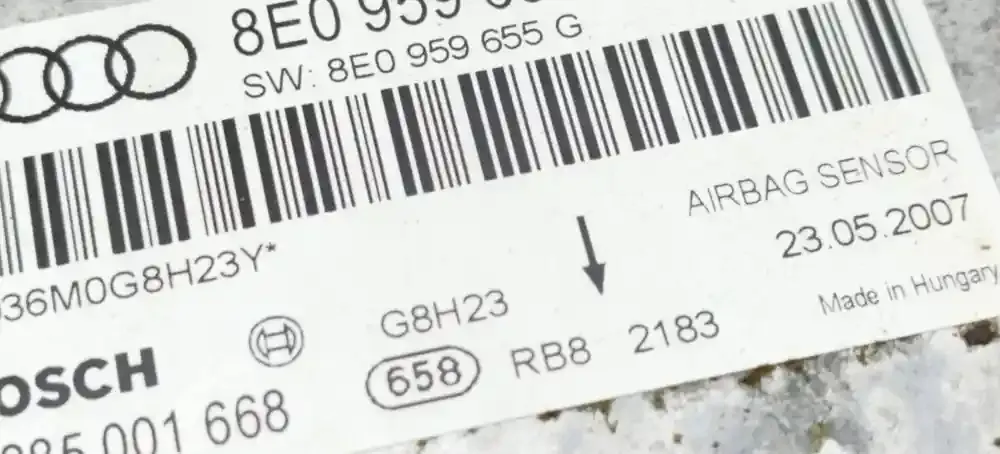 8E0 959
SW: 8E0 959 655 G
AIRBAG SENSOR
23.05.2007
Made in Hungary
36M0G8H23Y*
G8H23
658 RB8 2183
OSCH
001 668